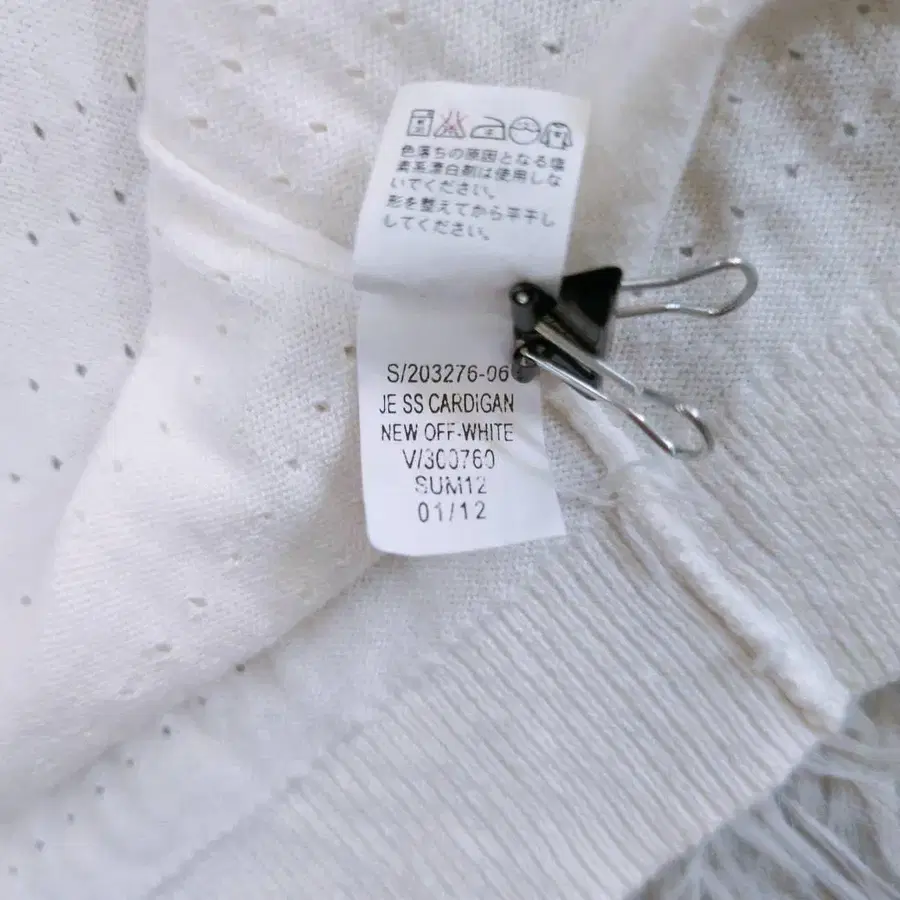 色落ちの原因となる塩
素系漂白剤は使用しな
いでください。
形を整えてから平干し
してください。
S/203276-06
JE SS CARDIGAN
NEW OFF-WHITE
V/300760
SUM12
01/12